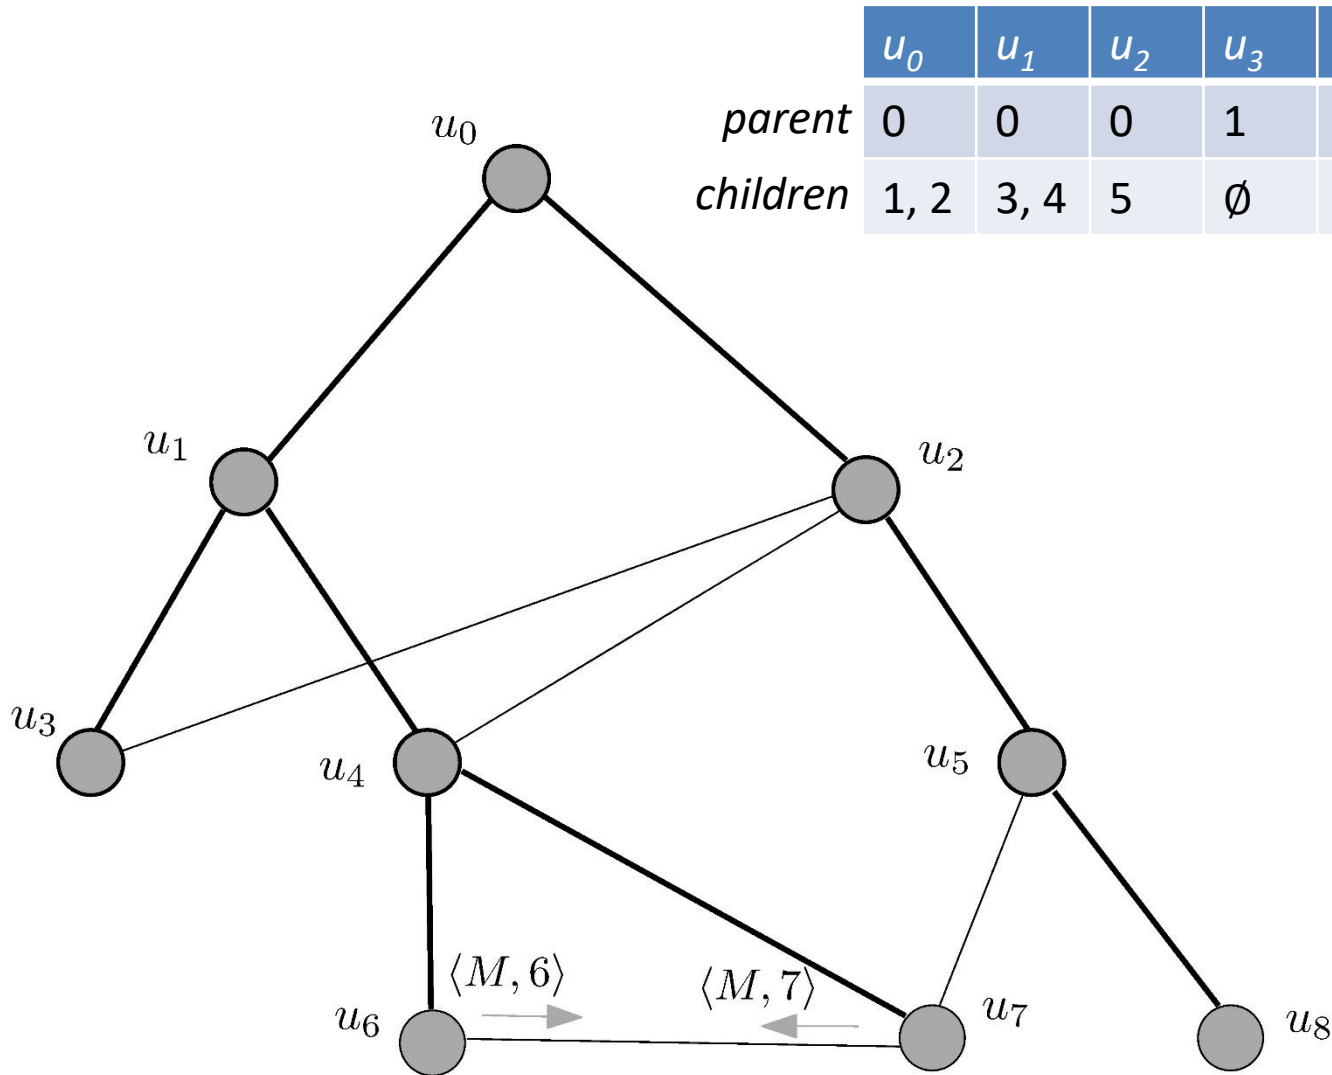 u₀ u₁ u₂ u₃
parent 0 0 0 1
children 1, 2 3, 4 5 ∅
u₀
u₁
u₂
u₃
u₄
u₅
⟨M, 6⟩
⟨M, 7⟩
u₆
u₇
u₈